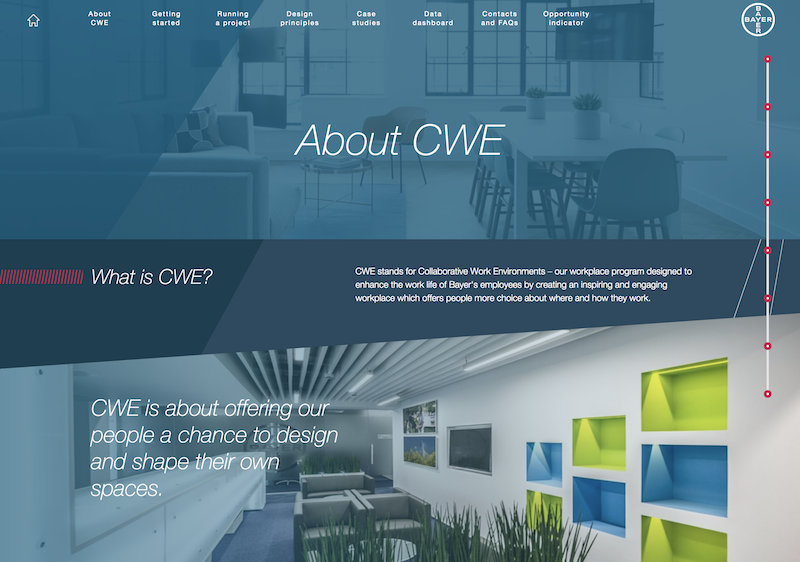 About
CWE
Getting
started
Running
a project
Design
principles
Case
studies
Data
dashboard
Contacts
and FAQs
Opportunity
indicator
BAYER
BAYER
About CWE
What is CWE?
CWE stands for Collaborative Work Environments – our workplace program designed to
enhance the work life of Bayer's employees by creating an inspiring and engaging
workplace which offers people more choice about where and how they work.
CWE is about offering our
people a chance to design
and shape their own
spaces.